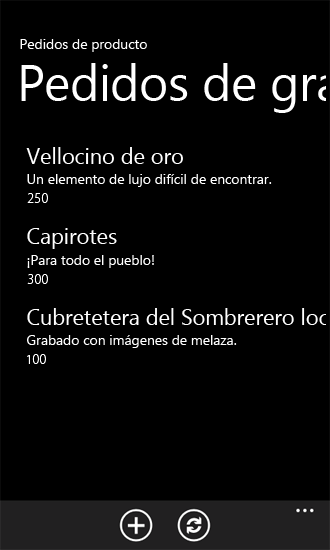 Pedidos de producto
Pedidos de gra
Vellocino de oro
Un elemento de lujo difícil de encontrar.
250
Capirotes
¡Para todo el pueblo!
300
Cubretetera del Sombrerero loc
Grabado con imágenes de melaza.
100